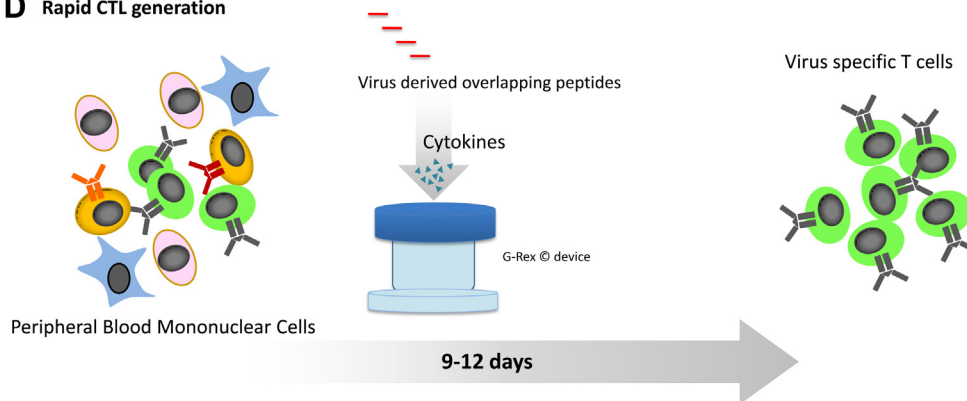 D Rapid CTL generation
Virus derived overlapping peptides
Cytokines
G-Rex © device
Virus specific T cells
Peripheral Blood Mononuclear Cells
9-12 days